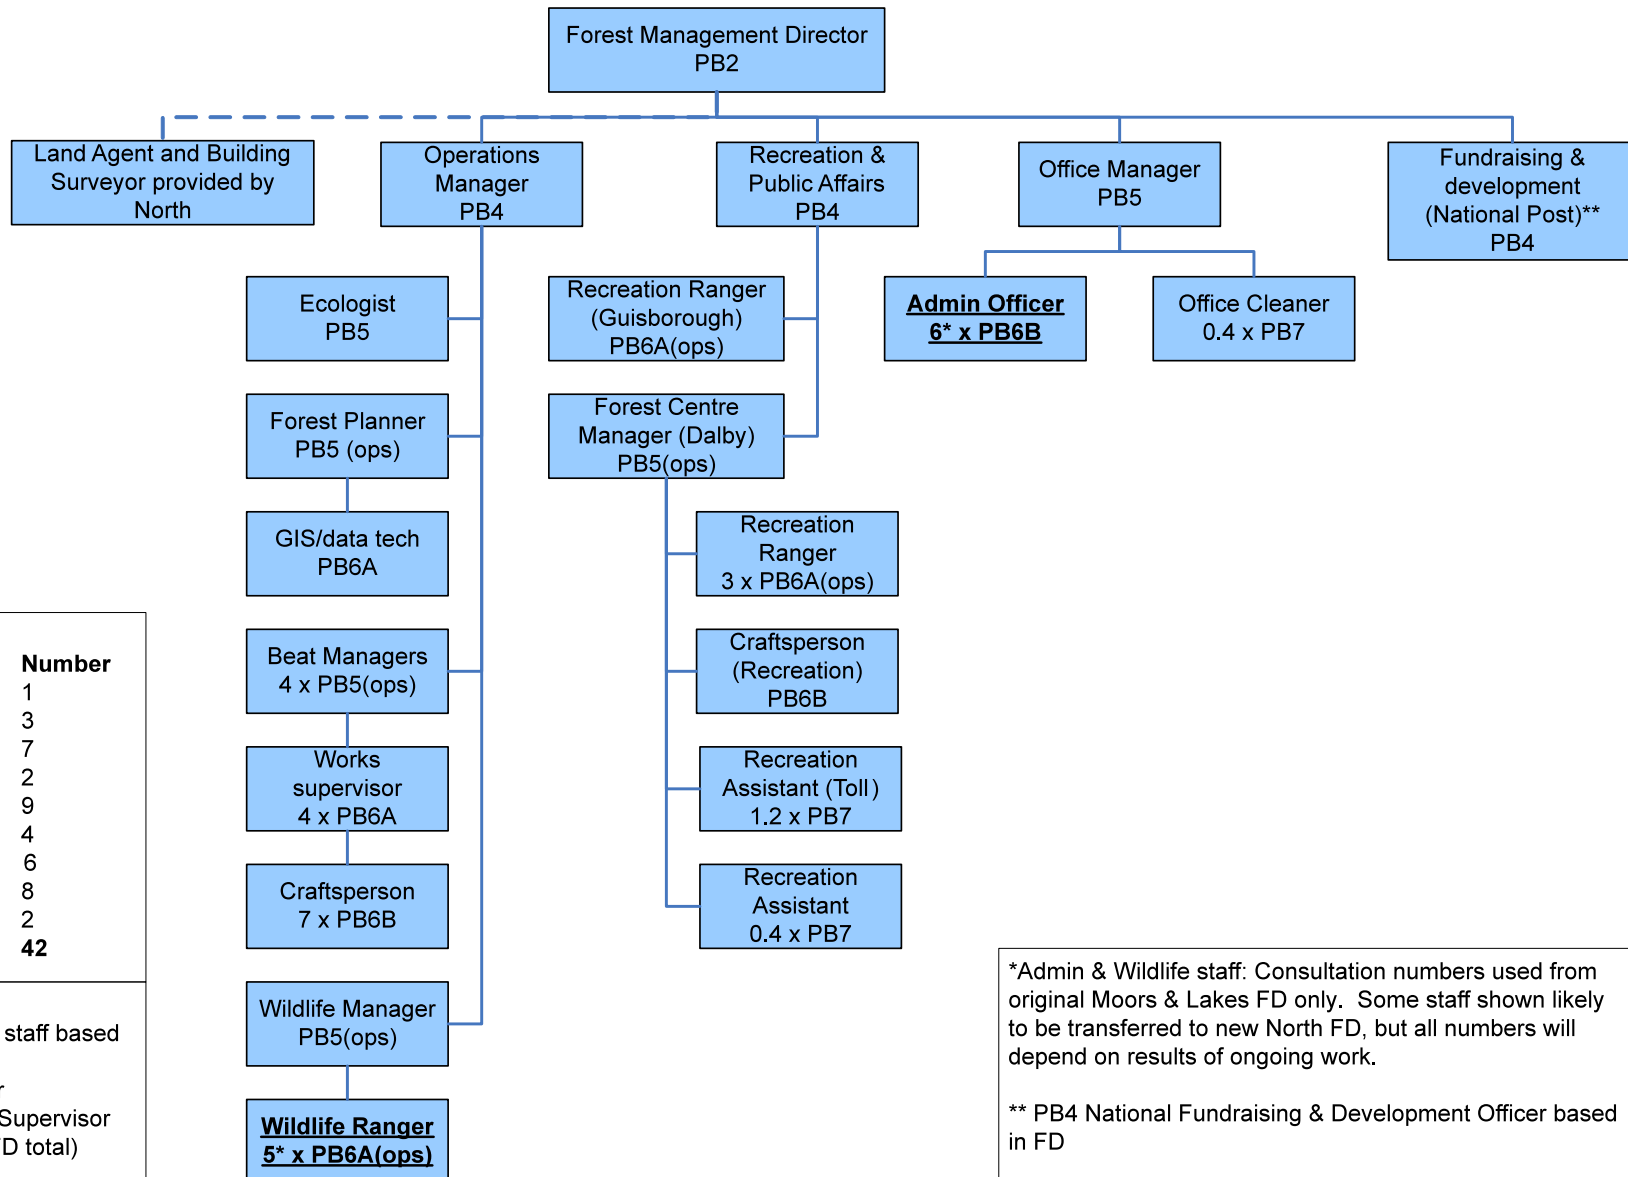 Forest Management Director
PB2
Land Agent and Building
Surveyor provided by
North
Operations
Manager
PB4
Recreation &
Public Affairs
PB4
Office Manager
PB5
Fundraising &
development
(National Post)**
PB4
Ecologist
PB5
Recreation Ranger
(Guisborough)
PB6A(ops)
Admin Officer
6* x PB6B
Office Cleaner
0.4 x PB7
Forest Planner
PB5 (ops)
Forest Centre
Manager (Dalby)
PB5(ops)
GIS/data tech
PB6A
Recreation
Ranger
3 x PB6A(ops)
Beat Managers
4 x PB5(ops)
Craftsperson
(Recreation)
PB6B
Works
supervisor
4 x PB6A
Recreation
Assistant (Toll)
1.2 x PB7
Craftsperson
7 x PB6B
Recreation
Assistant
0.4 x PB7
Wildlife Manager
PB5(ops)
Wildlife Ranger
5* x PB6A(ops)
Number
1
3
7
2
9
4
6
8
2
42
staff based
Supervisor
total)
*Admin & Wildlife staff: Consultation numbers used from
original Moors & Lakes FD only. Some staff shown likely
to be transferred to new North FD, but all numbers will
depend on results of ongoing work.
** PB4 National Fundraising & Development Officer based
in FD